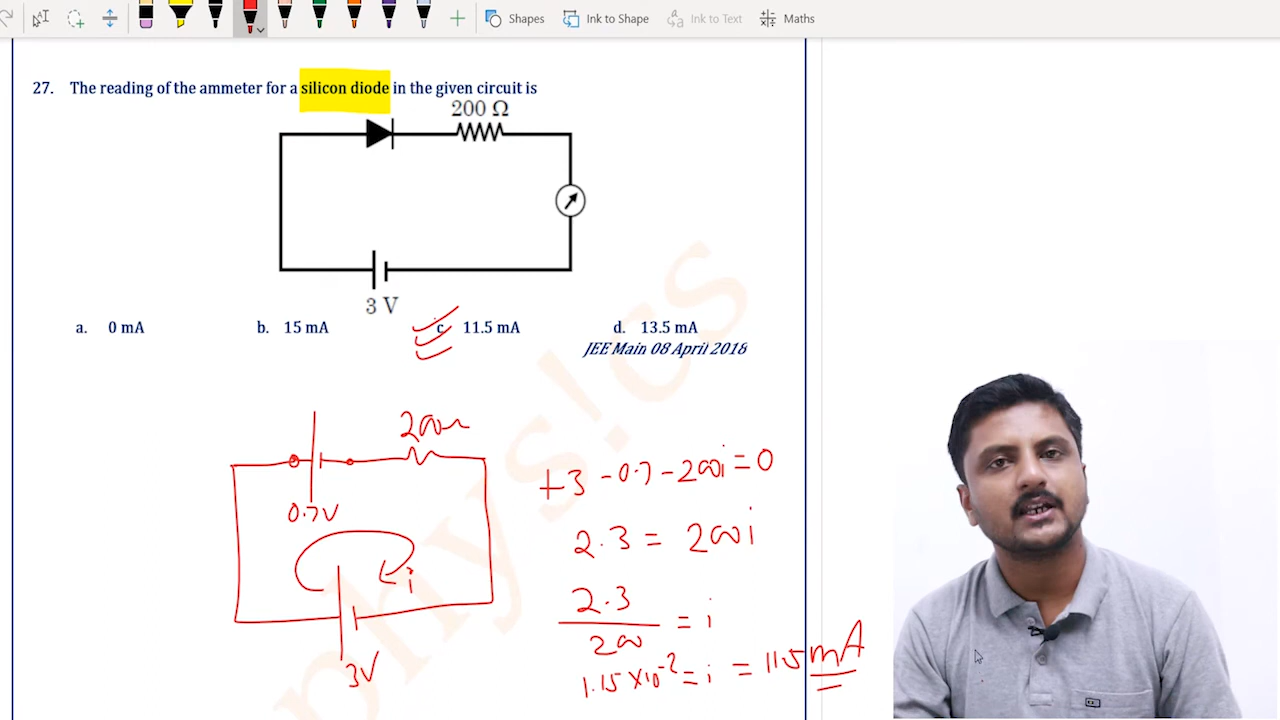 Shapes Ink to Shape Ink to Text Maths
27. The reading of the ammeter for a silicon diode in the given circuit is
200 Ω
3 V
a. 0 mA b. 15 mA c. 11.5 mA d. 13.5 mA
JEE Main 08 April 2018
physics
200Ω
0.7V
i
3V
+3 - 0.7 - 200i = 0
2.3 = 200i
2.3
200
= i
1.15 × 10⁻² = i = 11.5 mA